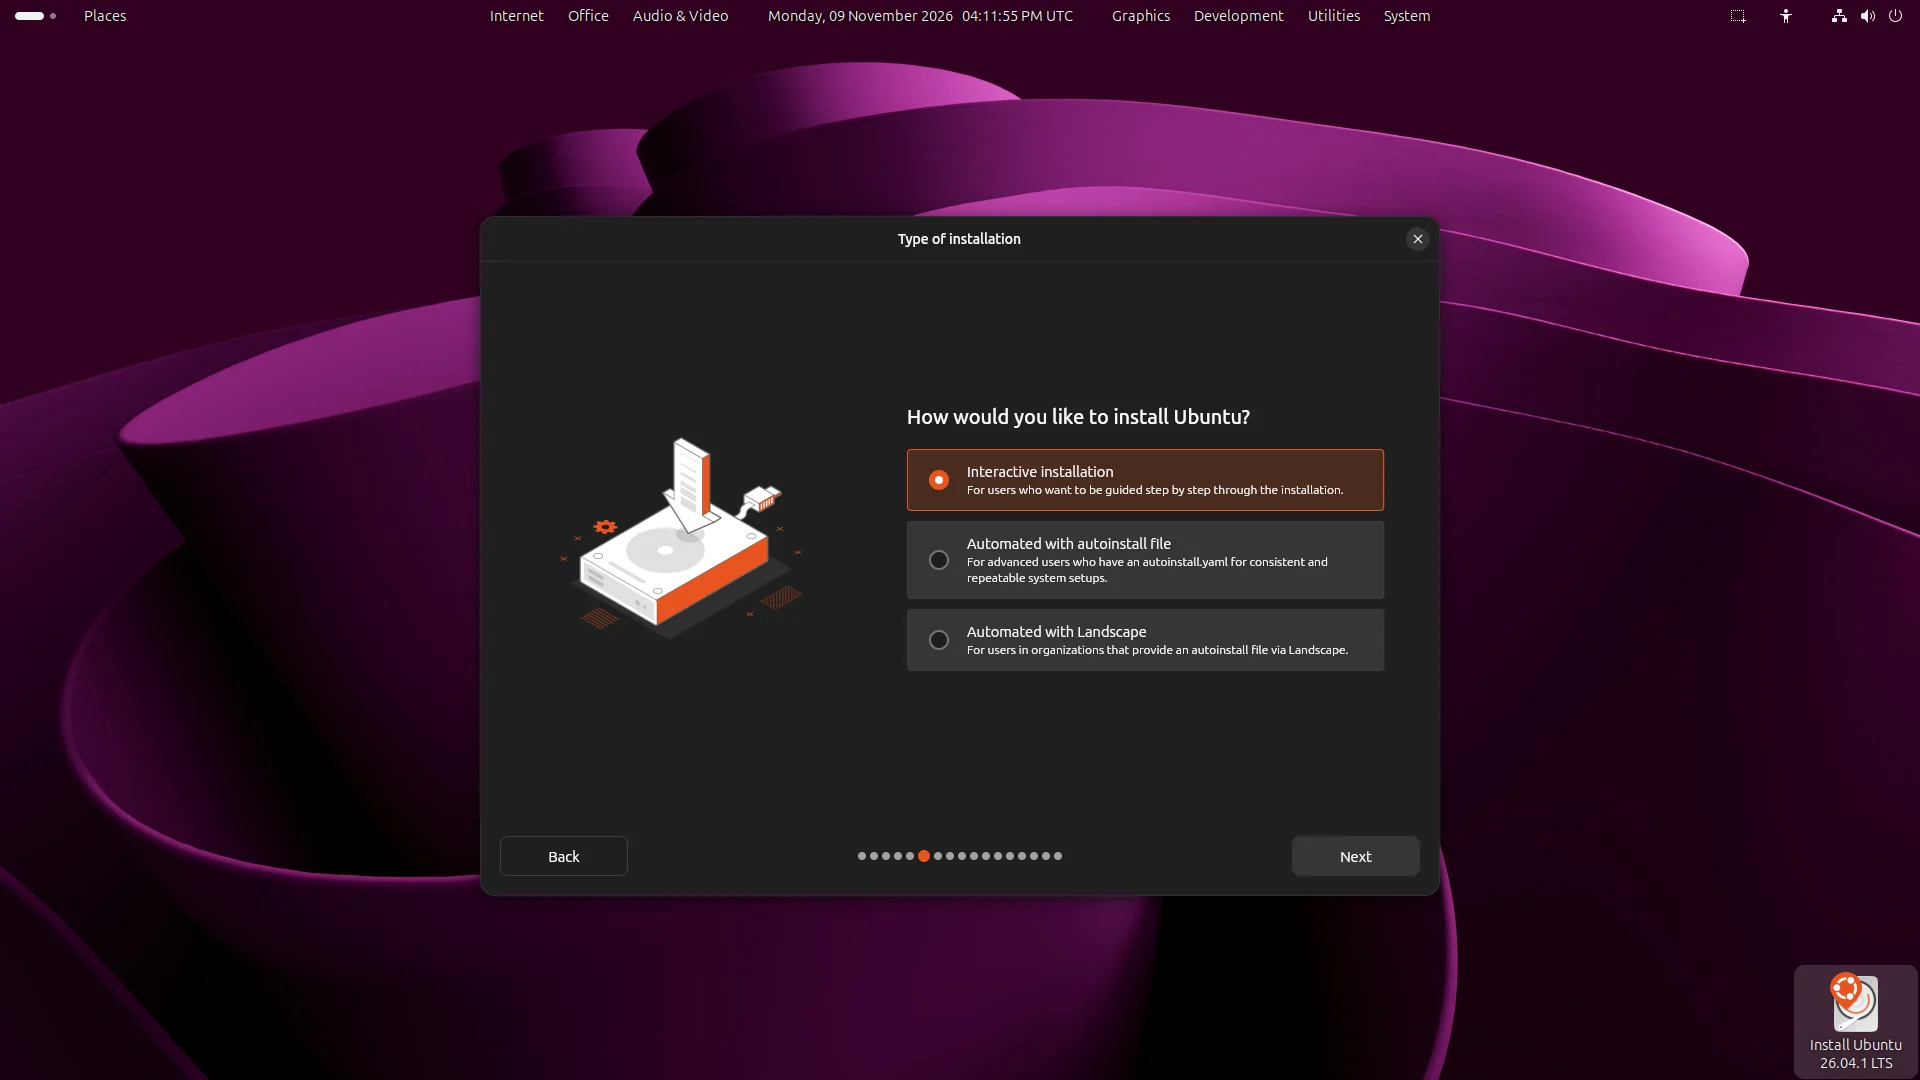 Places
Internet
Office
Audio & Video
Monday, 09 November 2026 04:11:55 PM UTC
Graphics
Development
Utilities
System
Type of installation
How would you like to install Ubuntu?
Interactive installation
For users who want to be guided step by step through the installation.
Automated with autoinstall file
For advanced users who have an autoinstall.yaml for consistent and
repeatable system setups.
Automated with Landscape
For users in organizations that provide an autoinstall file via Landscape.
Back
Next
Install Ubuntu
26.04.1 LTS